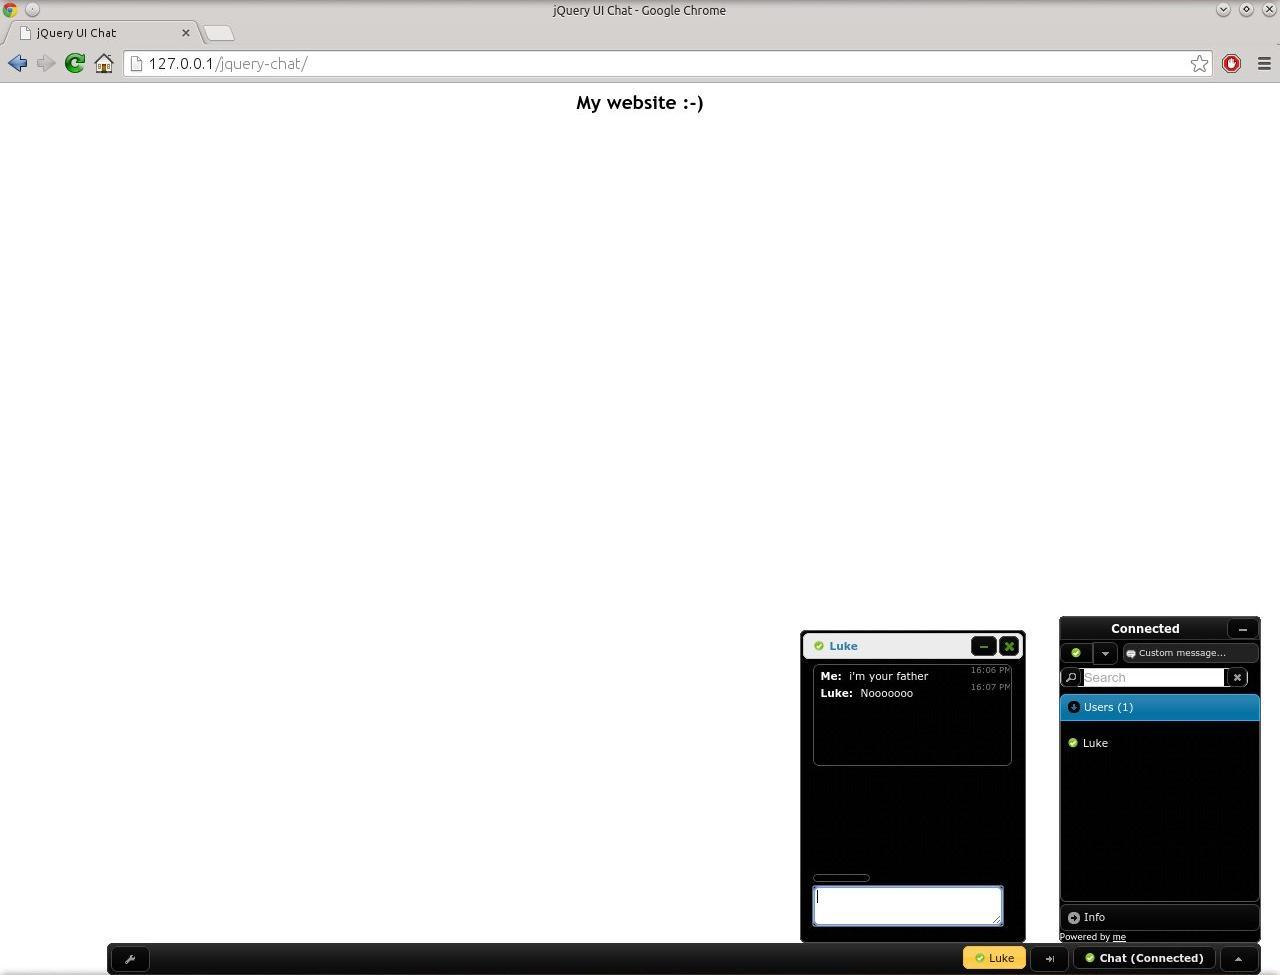 jQuery UI Chat - Google Chrome
jQuery UI Chat
127.0.0.1/jquery-chat/
My website :-)
Luke
Me: i'm your father 16:06 PM
Luke: Nooooooo 16:07 PM
Connected
Custom message...
Search
Users (1)
Luke
Info
Powered by me
Luke
Chat (Connected)